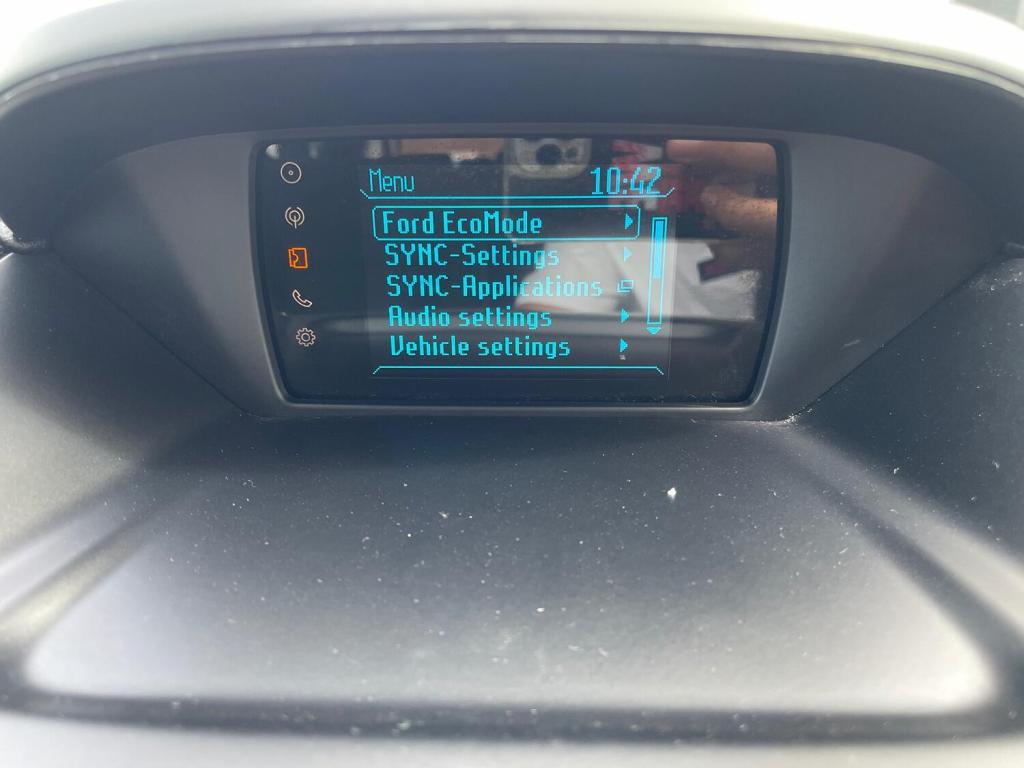 Menu 10:42
Ford EcoMode
SYNC-Settings
SYNC-Applications
Audio settings
Vehicle settings